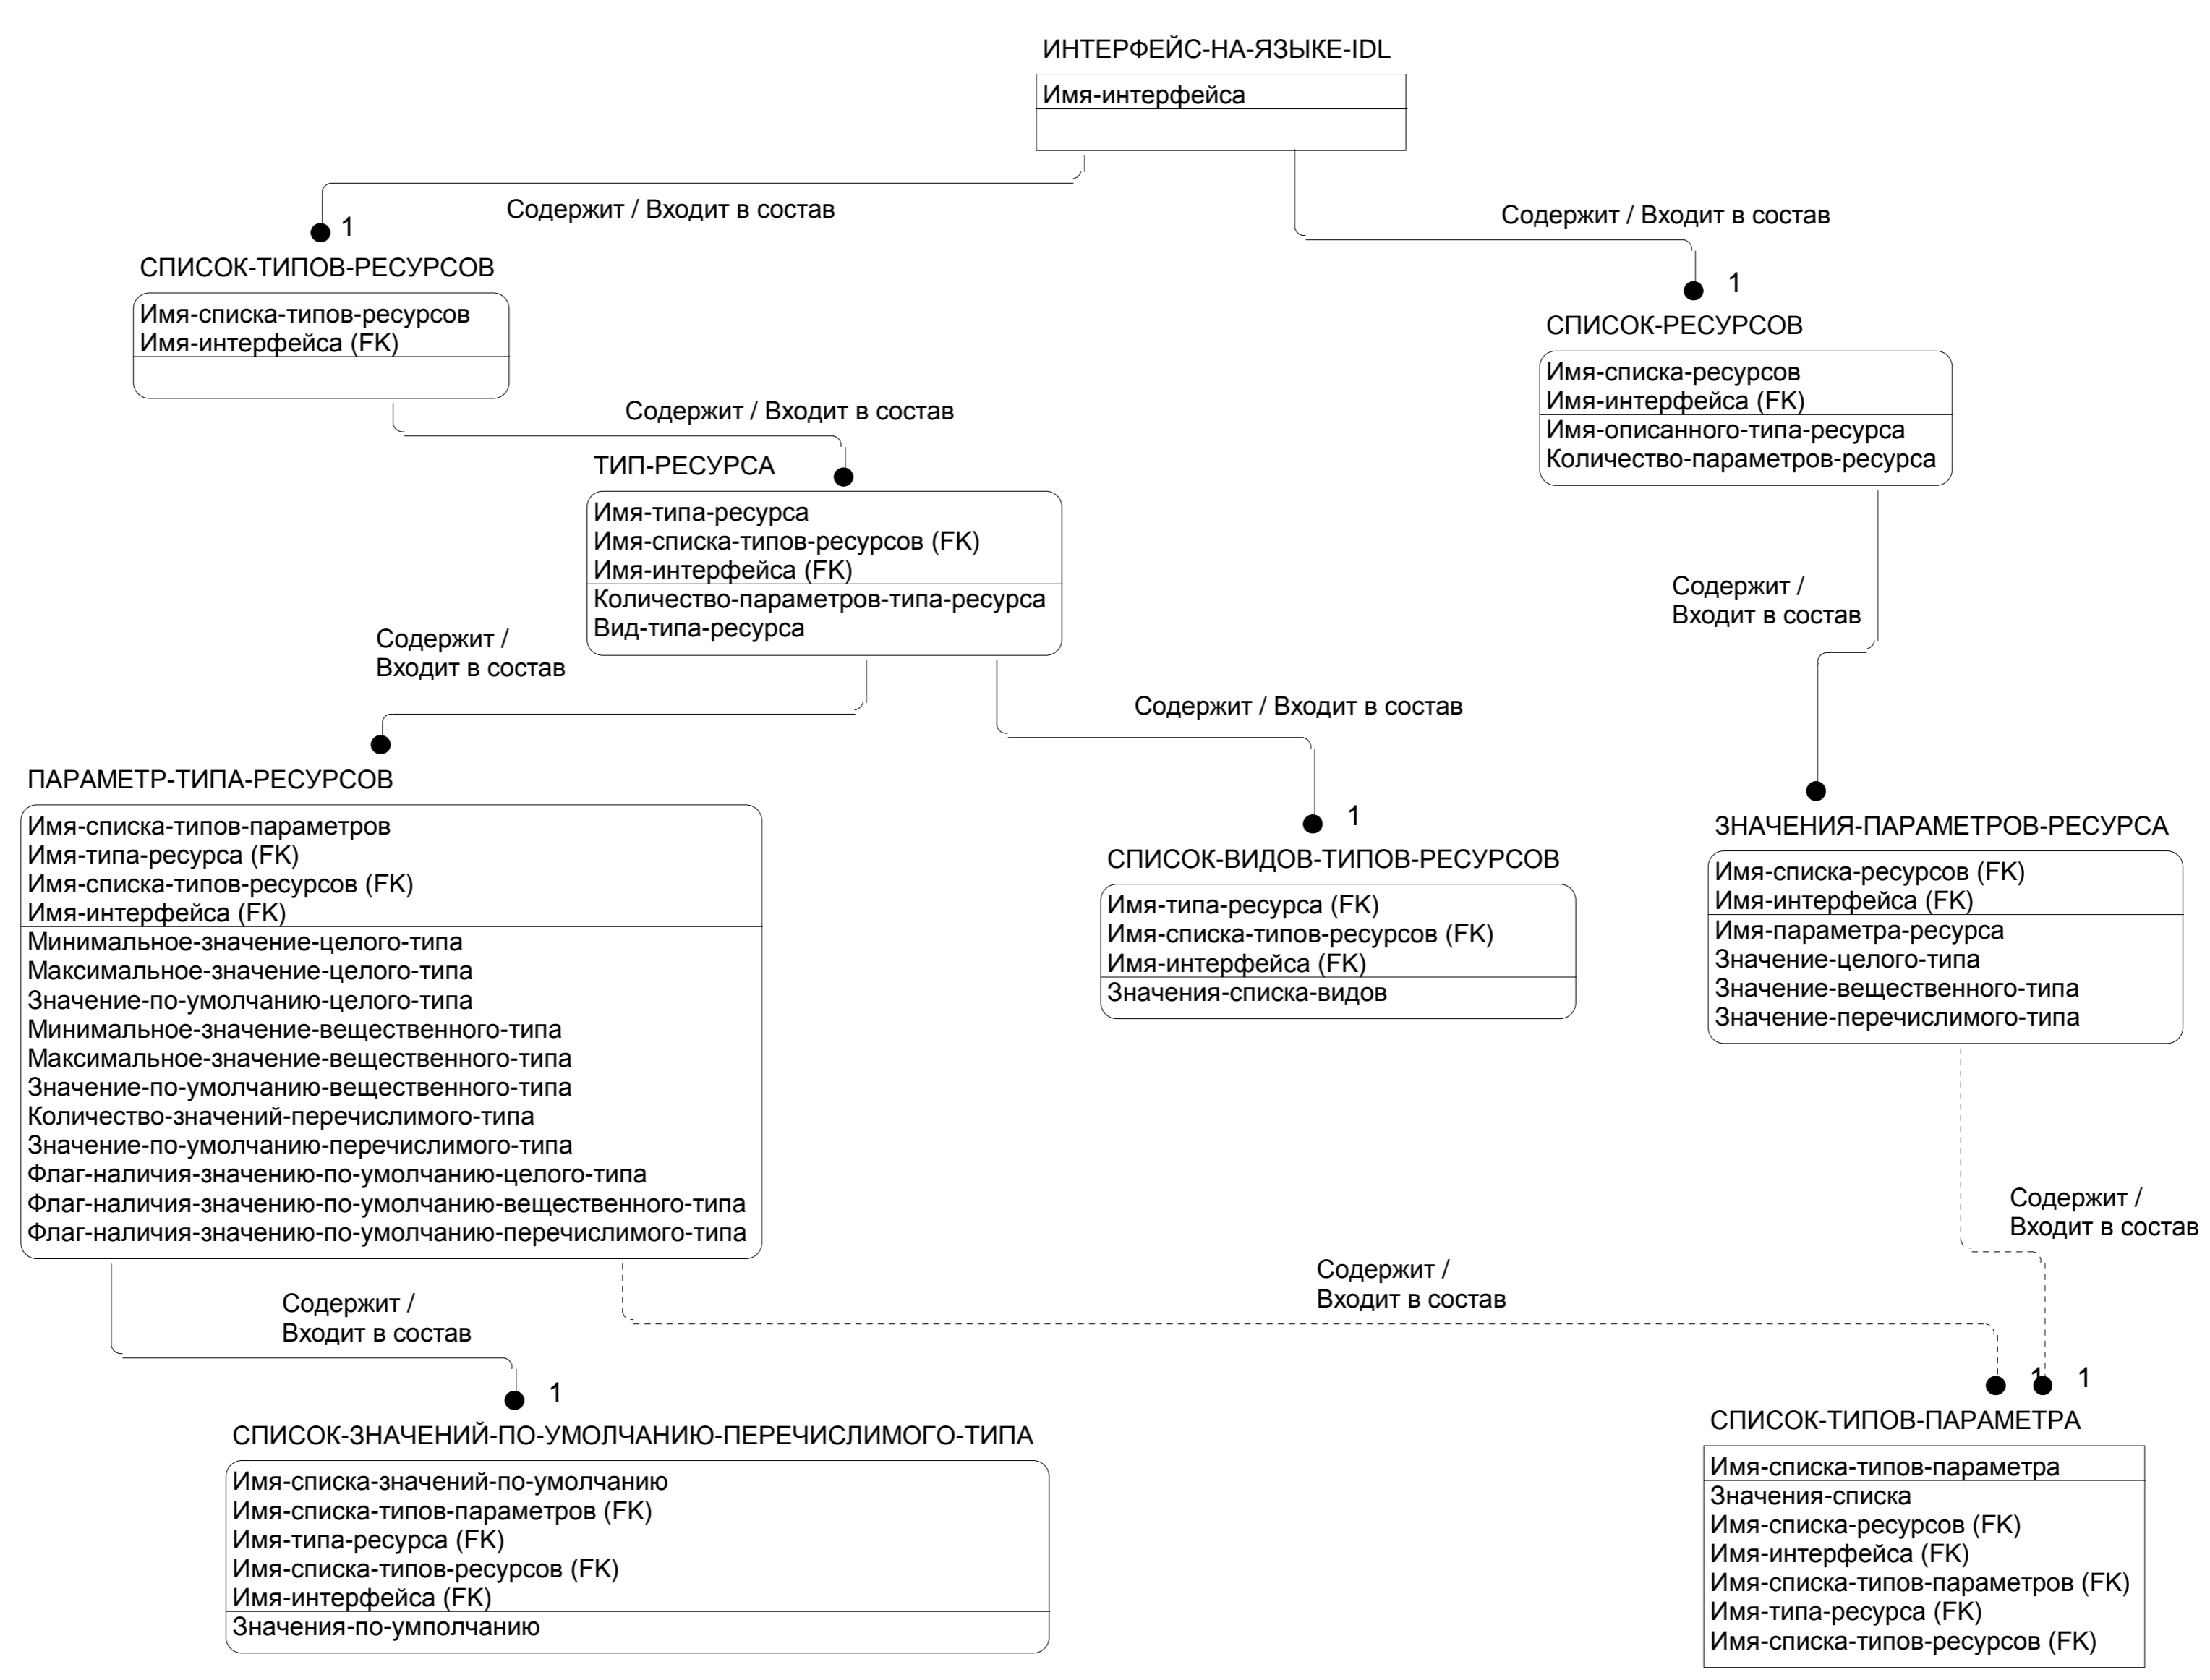 ИНТЕРФЕЙС-НА-ЯЗЫКЕ-IDL
Имя-интерфейса
Содержит / Входит в состав
Содержит / Входит в состав
1
СПИСОК-ТИПОВ-РЕСУРСОВ
Имя-списка-типов-ресурсов
Имя-интерфейса (FK)
1
СПИСОК-РЕСУРСОВ
Имя-списка-ресурсов
Имя-интерфейса (FK)
Имя-описанного-типа-ресурса
Количество-параметров-ресурса
Содержит / Входит в состав
ТИП-РЕСУРСА
Имя-типа-ресурса
Имя-списка-типов-ресурсов (FK)
Имя-интерфейса (FK)
Количество-параметров-типа-ресурса
Вид-типа-ресурса
Содержит /
Входит в состав
Содержит /
Входит в состав
Содержит / Входит в состав
ПАРАМЕТР-ТИПА-РЕСУРСОВ
Имя-списка-типов-параметров
Имя-типа-ресурса (FK)
Имя-списка-типов-ресурсов (FK)
Имя-интерфейса (FK)
Минимальное-значение-целого-типа
Максимальное-значение-целого-типа
Значение-по-умолчанию-целого-типа
Минимальное-значение-вещественного-типа
Максимальное-значение-вещественного-типа
Значение-по-умолчанию-вещественного-типа
Количество-значений-перечислимого-типа
Значение-по-умолчанию-перечислимого-типа
Флаг-наличия-значению-по-умолчанию-целого-типа
Флаг-наличия-значению-по-умолчанию-вещественного-типа
Флаг-наличия-значению-по-умолчанию-перечислимого-типа
1
СПИСОК-ВИДОВ-ТИПОВ-РЕСУРСОВ
Имя-типа-ресурса (FK)
Имя-списка-типов-ресурсов (FK)
Имя-интерфейса (FK)
Значения-списка-видов
ЗНАЧЕНИЯ-ПАРАМЕТРОВ-РЕСУРСА
Имя-списка-ресурсов (FK)
Имя-интерфейса (FK)
Имя-параметра-ресурса
Значение-целого-типа
Значение-вещественного-типа
Значение-перечислимого-типа
Содержит /
Входит в состав
Содержит /
Входит в состав
Содержит /
Входит в состав
1
СПИСОК-ЗНАЧЕНИЙ-ПО-УМОЛЧАНИЮ-ПЕРЕЧИСЛИМОГО-ТИПА
Имя-списка-значений-по-умолчанию
Имя-списка-типов-параметров (FK)
Имя-типа-ресурса (FK)
Имя-списка-типов-ресурсов (FK)
Имя-интерфейса (FK)
Значения-по-умполчанию
1
1
СПИСОК-ТИПОВ-ПАРАМЕТРА
Имя-списка-типов-параметра
Значения-списка
Имя-списка-ресурсов (FK)
Имя-интерфейса (FK)
Имя-списка-типов-параметров (FK)
Имя-типа-ресурса (FK)
Имя-списка-типов-ресурсов (FK)